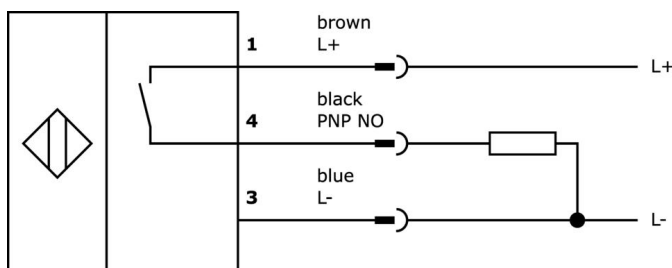 brown
1 L+
L+
black
4 PNP NO
blue
3 L-
L-